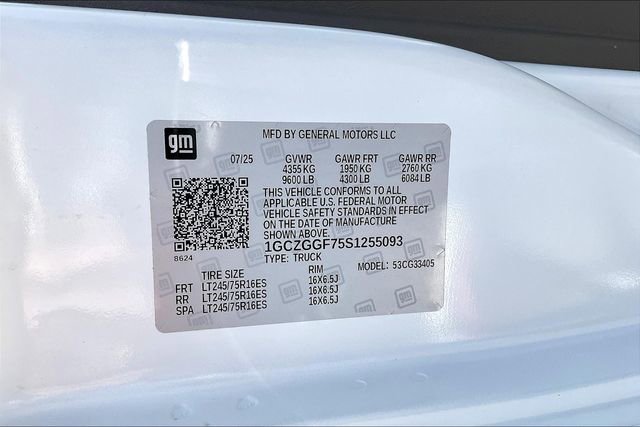 gm
MFD BY GENERAL MOTORS LLC
07/25 GVWR GAWR FRT GAWR RR
4355 KG 1950 KG 2760 KG
9600 LB 4300 LB 6084 LB
THIS VEHICLE CONFORMS TO ALL
APPLICABLE U.S. FEDERAL MOTOR
VEHICLE SAFETY STANDARDS IN EFFECT
ON THE DATE OF MANUFACTURE
SHOWN ABOVE.
8624
1GCZGGF75S1255093
TYPE: TRUCK MODEL: 53CG33405
TIRE SIZE RIM
FRT LT245/75R16ES 16X6.5J
RR LT245/75R16ES 16X6.5J
SPA LT245/75R16ES 16X6.5J